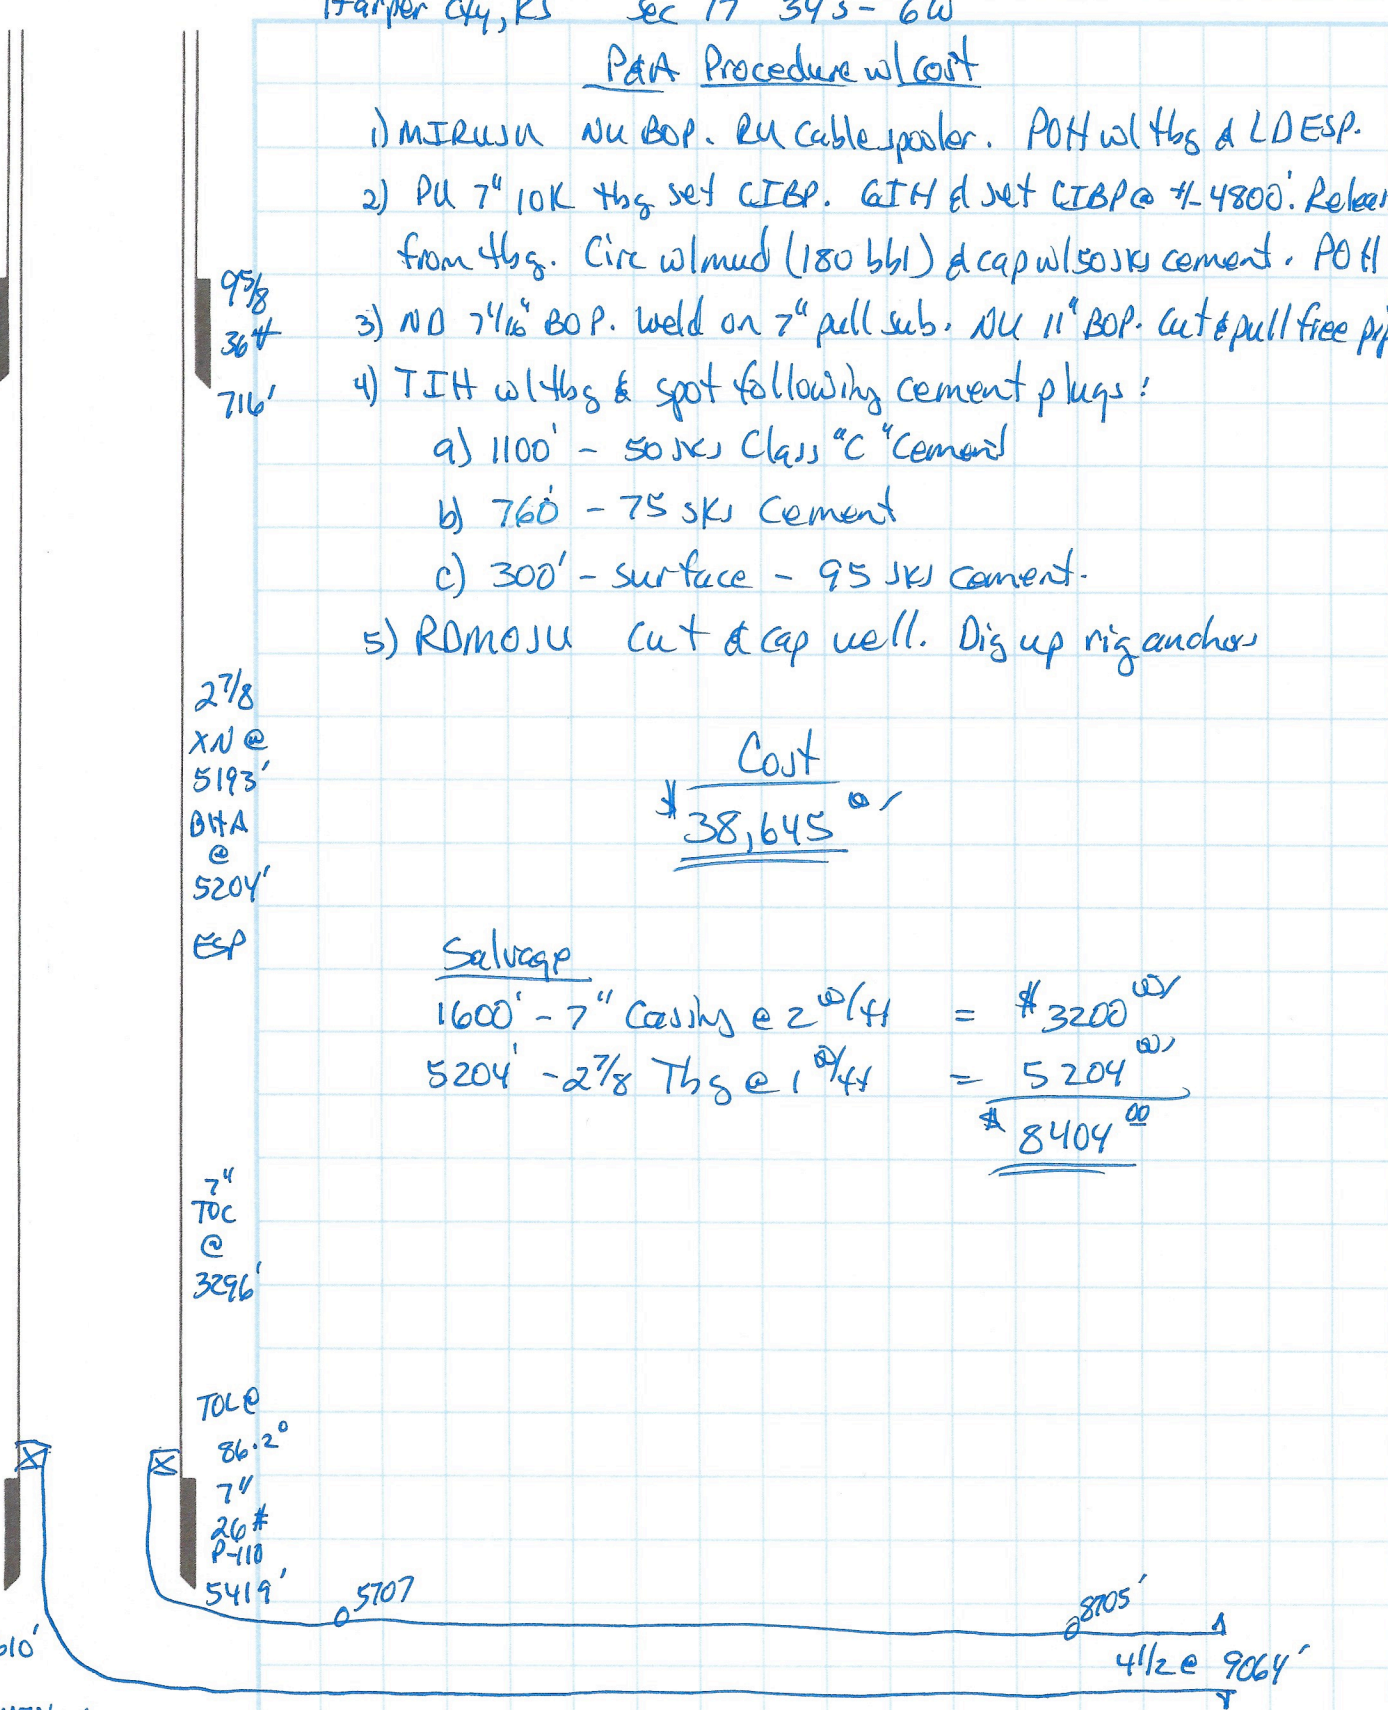 Harper Cty, KS Sec 17 34S - 6W
P&A Procedure w/ cost
1) MIRUSU NU BOP. RU Cable spooler. POH w/ tbg & LD ESP.
2) PU 7" 10K tbg set CIBP. GIH & set CIBP @ +/- 4800'. Releas
from tbg. Circ w/ mud (180 bbl) & cap w/ 50 sks cement. POH
3) ND 7 1/16" BOP. Weld on 7" pull sub. NU 11" BOP. Cut & pull free pip
4) TIH w/ tbg & spot following cement plugs:
a) 1100' - 50 sks Class "C" Cement
b) 760' - 75 sks Cement
c) 300' - surface - 95 sks cement.
5) RDMOSU Cut & cap well. Dig up rig anchors
9 5/8
36#
716'
2 7/8
XN @
5193'
BHA
@
5204'
ESP
Cost
$38,645 00/
Salvage
1600' - 7" Casing @ 2 00/ft = $3200 00/
5204' - 2 7/8 Tbg @ 1 00/ft = 5204 00/
$8404 00
7"
TOC
@
3296'
TOL @
86.2°
7"
26#
P-110
5419'
5707
8705'
4 1/2 @ 9064'
610'